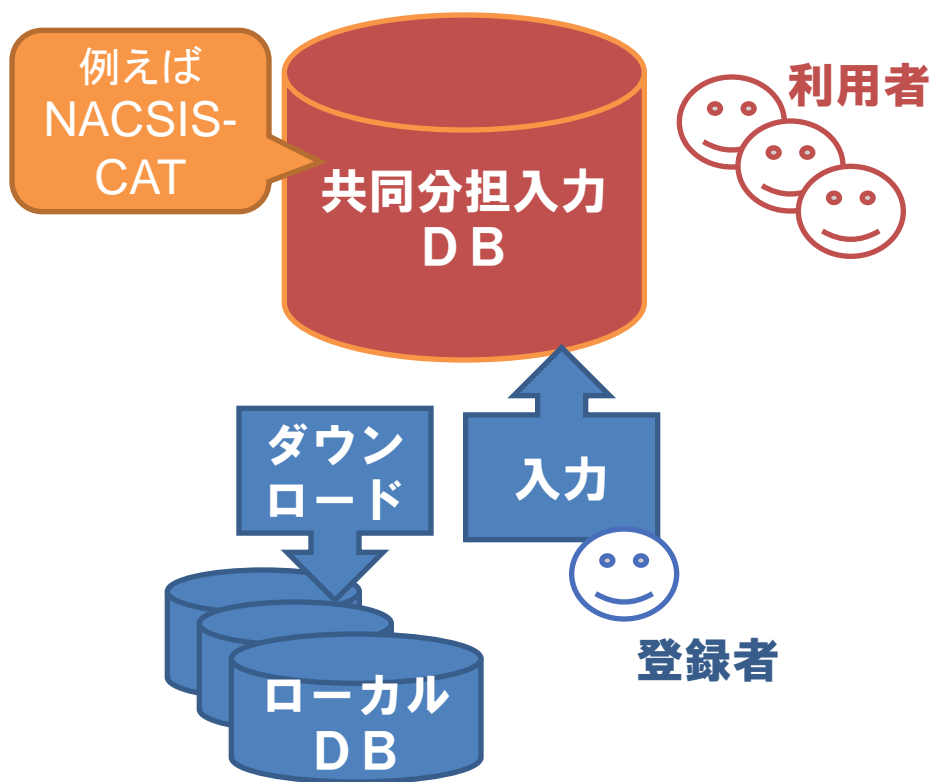 例えば
NACSIS-
CAT
利用者
共同分担入力
ＤＢ
ダウン
ロード
入力
登録者
ローカル
ＤＢ